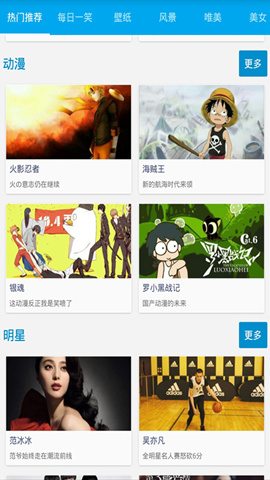 热门推荐 每日一笑 壁纸 风景 唯美 美女
动漫 更多
火影忍者 海贼王
火の意志仍在继续 新的航海时代来领
G1.6
罗小黑战记
LUOXIAOHEI
银魂 罗小黑战记
这动漫反正我是笑喷了 国产动漫的未来
明星 更多
adidas adidas
范冰冰 吴亦凡
范爷始终走在潮流前线 全明星名人赛怒砍6分